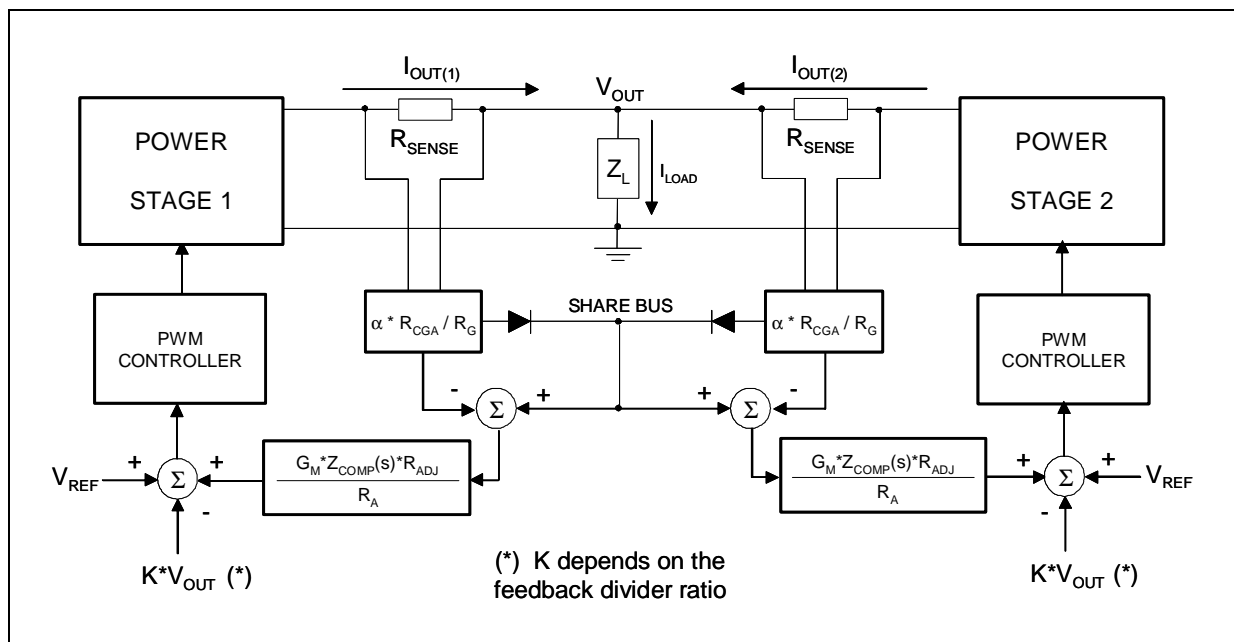 I_OUT(1)
I_OUT(2)
V_OUT
POWER
STAGE 1
R_SENSE
Z_L
I_LOAD
R_SENSE
POWER
STAGE 2
SHARE BUS
α * R_CGA / R_G
α * R_CGA / R_G
PWM
CONTROLLER
PWM
CONTROLLER
- Σ +
+ Σ -
V_REF + Σ + -
G_M*Z_COMP(s)*R_ADJ
R_A
G_M*Z_COMP(s)*R_ADJ
R_A
+ Σ + - V_REF
K*V_OUT (*)
(*) K depends on the
feedback divider ratio
K*V_OUT (*)